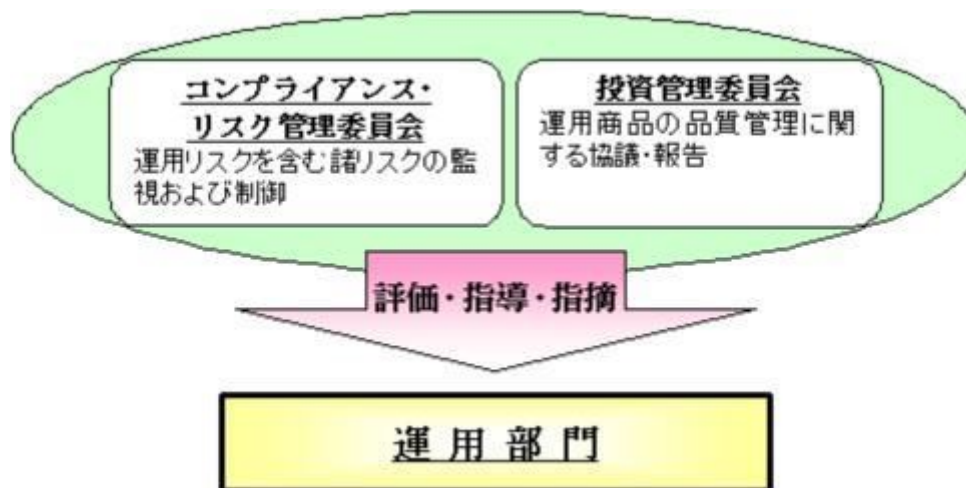 コンプライアンス・
リスク管理委員会
運用リスクを含む諸リスクの監
視および制御
投資管理委員会
運用商品の品質管理に関
する協議・報告
評価・指導・指摘
運用部門